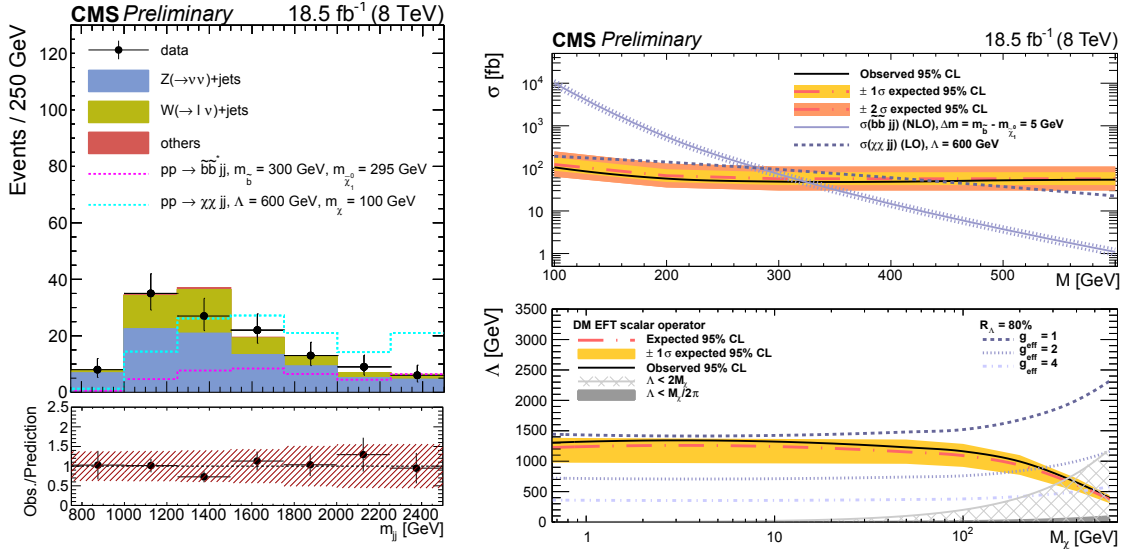 CMS Preliminary 18.5 fb⁻¹ (8 TeV)
Events / 250 GeV
120
100
80
60
40
20
0
data
Z(→νν)+jets
W(→l ν)+jets
others
pp → b̃b̃* jj, m_b̃ = 300 GeV, m_χ̃⁰₁ = 295 GeV
pp → χχ jj, Λ = 600 GeV, m_χ = 100 GeV
Obs./Prediction
2.5
2
1.5
1
0.5
0
800 1000 1200 1400 1600 1800 2000 2200 2400
m_jj [GeV]
CMS Preliminary 18.5 fb⁻¹ (8 TeV)
σ [fb]
10⁴
10³
10²
10
1
Observed 95% CL
± 1σ expected 95% CL
± 2 σ expected 95% CL
σ(b̃b̃ jj) (NLO), Δm = m_b̃ - m_χ̃⁰₁ = 5 GeV
σ(χχ jj) (LO), Λ = 600 GeV
100 200 300 400 500
M [GeV]
Λ [GeV]
3500
3000
2500
2000
1500
1000
500
0
DM EFT scalar operator
Expected 95% CL
± 1σ expected 95% CL
Observed 95% CL
Λ < 2M_χ
Λ < M_χ/2π
R_Λ = 80%
g_eff = 1
g_eff = 2
g_eff = 4
1 10 10²
M_χ [GeV]